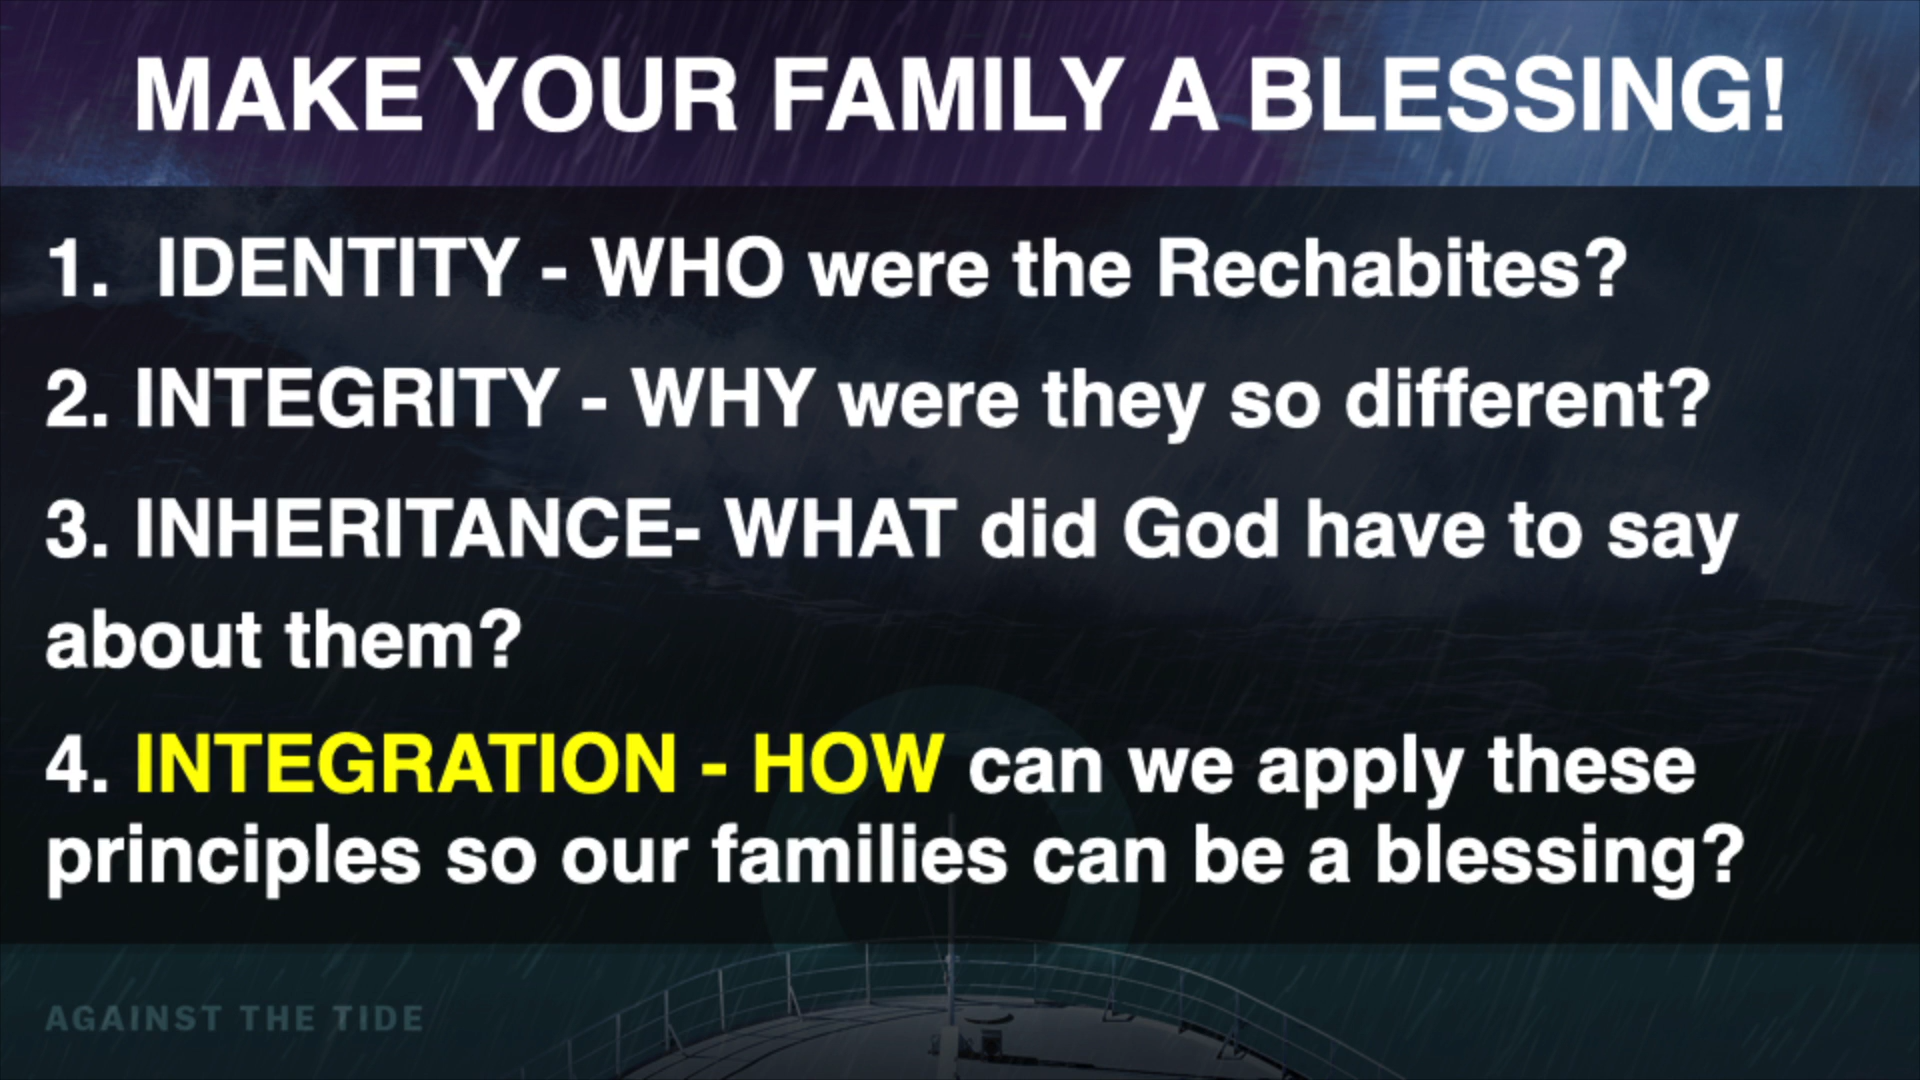 MAKE YOUR FAMILY A BLESSING!
1. IDENTITY - WHO were the Rechabites?
2. INTEGRITY - WHY were they so different?
3. INHERITANCE- WHAT did God have to say
about them?
4. INTEGRATION - HOW can we apply these
principles so our families can be a blessing?
AGAINST THE TIDE